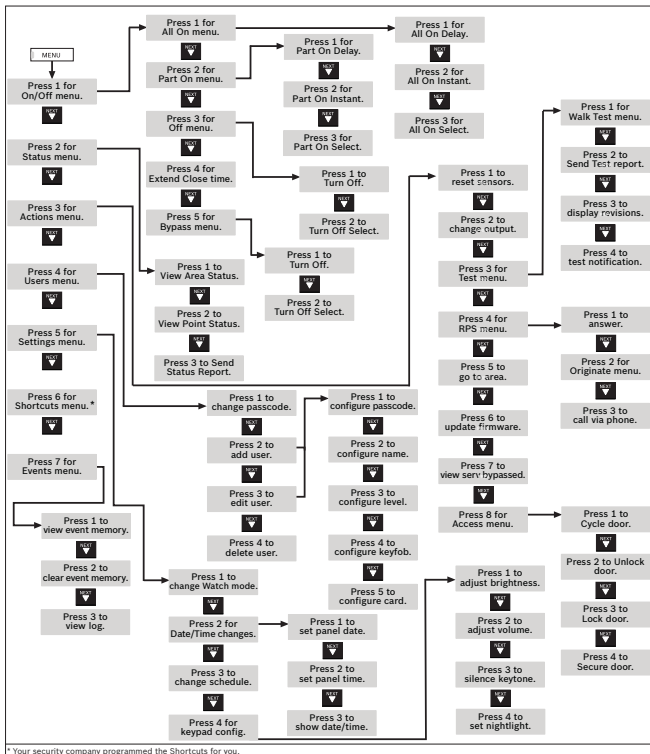 MENU
Press 1 for
On/Off menu.
NEXT
Press 2 for
Status menu.
NEXT
Press 3 for
Actions menu.
NEXT
Press 4 for
Users menu.
NEXT
Press 5 for
Settings menu.
NEXT
Press 6 for
Shortcuts menu.*
NEXT
Press 7 for
Events menu.
Press 1 to
view event memory.
NEXT
Press 2 to
clear event memory.
NEXT
Press 3 to
view log.
Press 1 for
All On menu.
NEXT
Press 2 for
Part On menu.
NEXT
Press 3 for
Off menu.
NEXT
Press 4 for
Extend Close time.
NEXT
Press 5 for
Bypass menu.
Press 1 for
Part On Delay.
NEXT
Press 2 for
Part On Instant.
NEXT
Press 3 for
Part On Select.
Press 1 for
All On Delay.
NEXT
Press 2 for
All On Instant.
NEXT
Press 3 for
All On Select.
Press 1 to
Turn Off.
NEXT
Press 2 to
Turn Off Select.
Press 1 to
Turn Off.
NEXT
Press 2 to
Turn Off Select.
Press 1 to
View Area Status.
NEXT
Press 2 to
View Point Status.
NEXT
Press 3 to Send
Status Report.
Press 1 to
reset sensors.
NEXT
Press 2 to
change output.
NEXT
Press 3 for
Test menu.
NEXT
Press 4 for
RPS menu.
NEXT
Press 5 to
go to area.
NEXT
Press 6 to
update firmware.
NEXT
Press 7 to
view serv bypassed.
NEXT
Press 8 for
Access menu.
Press 1 for
Walk Test menu.
NEXT
Press 2 to
Send Test report.
NEXT
Press 3 to
display revisions.
NEXT
Press 4 to
test notification.
Press 1 to
answer.
NEXT
Press 2 for
Originate menu.
NEXT
Press 3 to
call via phone.
Press 1 to
Cycle door.
NEXT
Press 2 to Unlock
door.
NEXT
Press 3 to
Lock door.
NEXT
Press 4 to
Secure door.
Press 1 to
change passcode.
NEXT
Press 2 to
add user.
NEXT
Press 3 to
edit user.
NEXT
Press 4 to
delete user.
Press 1 to
configure passcode.
NEXT
Press 2 to
configure name.
NEXT
Press 3 to
configure level.
NEXT
Press 4 to
configure keyfob.
NEXT
Press 5 to
configure card.
Press 1 to
change Watch mode.
NEXT
Press 2 for
Date/Time changes.
NEXT
Press 3 to
change schedule.
NEXT
Press 4 for
keypad config.
Press 1 to
set panel date.
NEXT
Press 2 to
set panel time.
NEXT
Press 3 to
show date/time.
Press 1 to
adjust brightness.
NEXT
Press 2 to
adjust volume.
NEXT
Press 3 to
silence keytone.
NEXT
Press 4 to
set nightlight.
* Your security company programmed the Shortcuts for you.